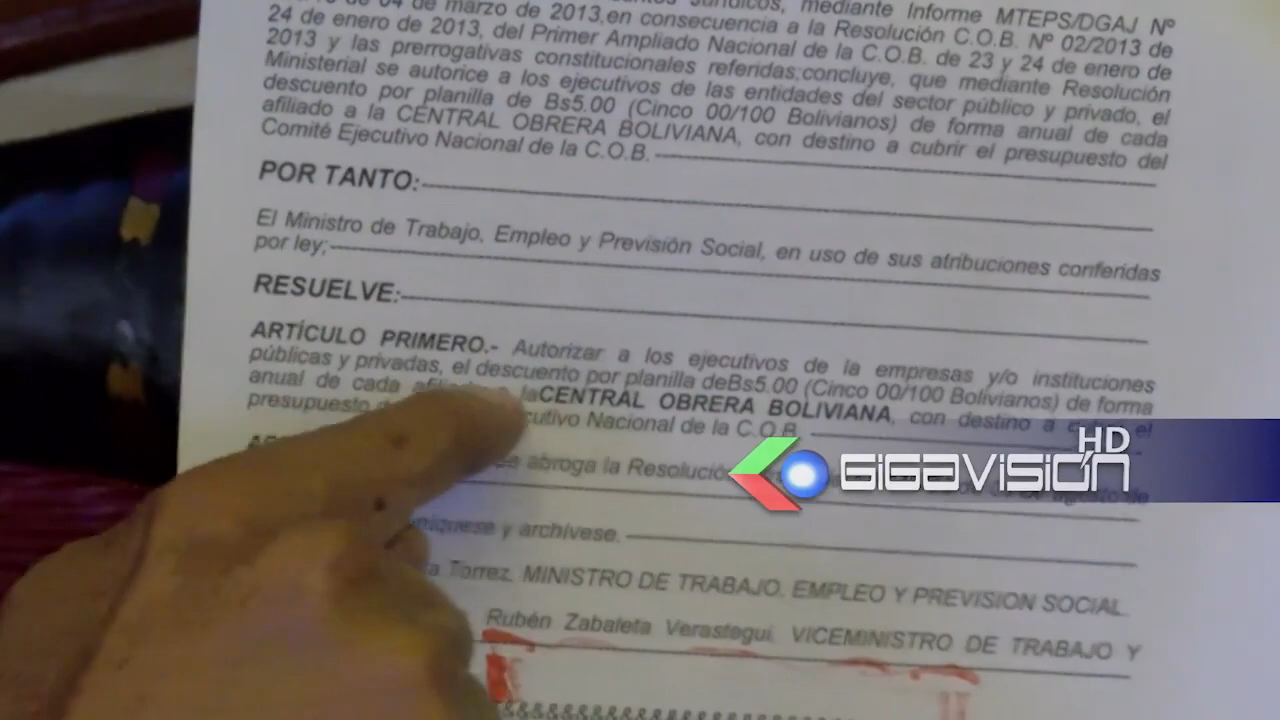 de 04 de marzo de 2013,en consecuencia a la Resolución C.O.B. Nº 02/2013 de
Jurídicos, mediante Informe MTEPS/DGAJ Nº
24 de enero de 2013, del Primer Ampliado Nacional de la C.O.B. de 23 y 24 de enero de
2013 y las prerrogativas constitucionales referidas;concluye, que mediante Resolución
Ministerial se autorice a los ejecutivos de las entidades del sector público y privado, el
descuento por planilla de Bs5.00 (Cinco 00/100 Bolivianos) de forma anual de cada
afiliado a la CENTRAL OBRERA BOLIVIANA, con destino a cubrir el presupuesto del
Comité Ejecutivo Nacional de la C.O.B.
POR TANTO:
El Ministro de Trabajo, Empleo y Previsión Social, en uso de sus atribuciones conferidas
por ley;
RESUELVE:
ARTÍCULO PRIMERO.- Autorizar a los ejecutivos de la empresas y/o instituciones
públicas y privadas, el descuento por planilla deBs5.00 (Cinco 00/100 Bolivianos) de forma
anual de cada laCENTRAL OBRERA BOLIVIANA, con destino a el
presupuesto Nacional de la C.O.B.
abroga la Resolución de
y archívese.
Torrez, MINISTRO DE TRABAJO, EMPLEO Y PREVISION SOCIAL.
Rubén Zabaleta Verastegui, VICEMINISTRO DE TRABAJO Y
HD
GIGAVISIÓN